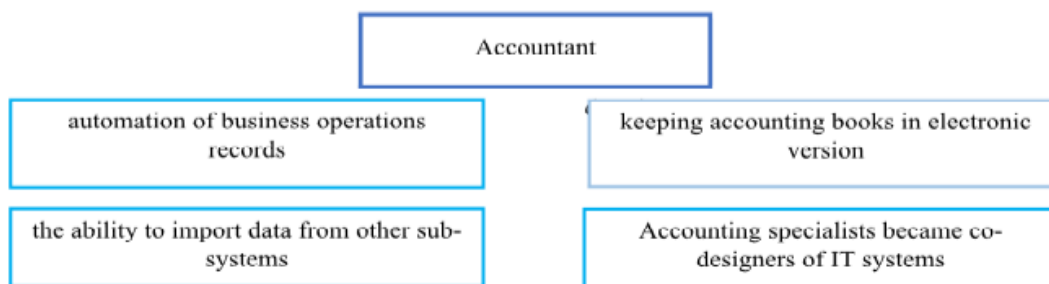 Accountant
automation of business operations
records
keeping accounting books in electronic
version
the ability to import data from other sub-
systems
Accounting specialists became co-
designers of IT systems